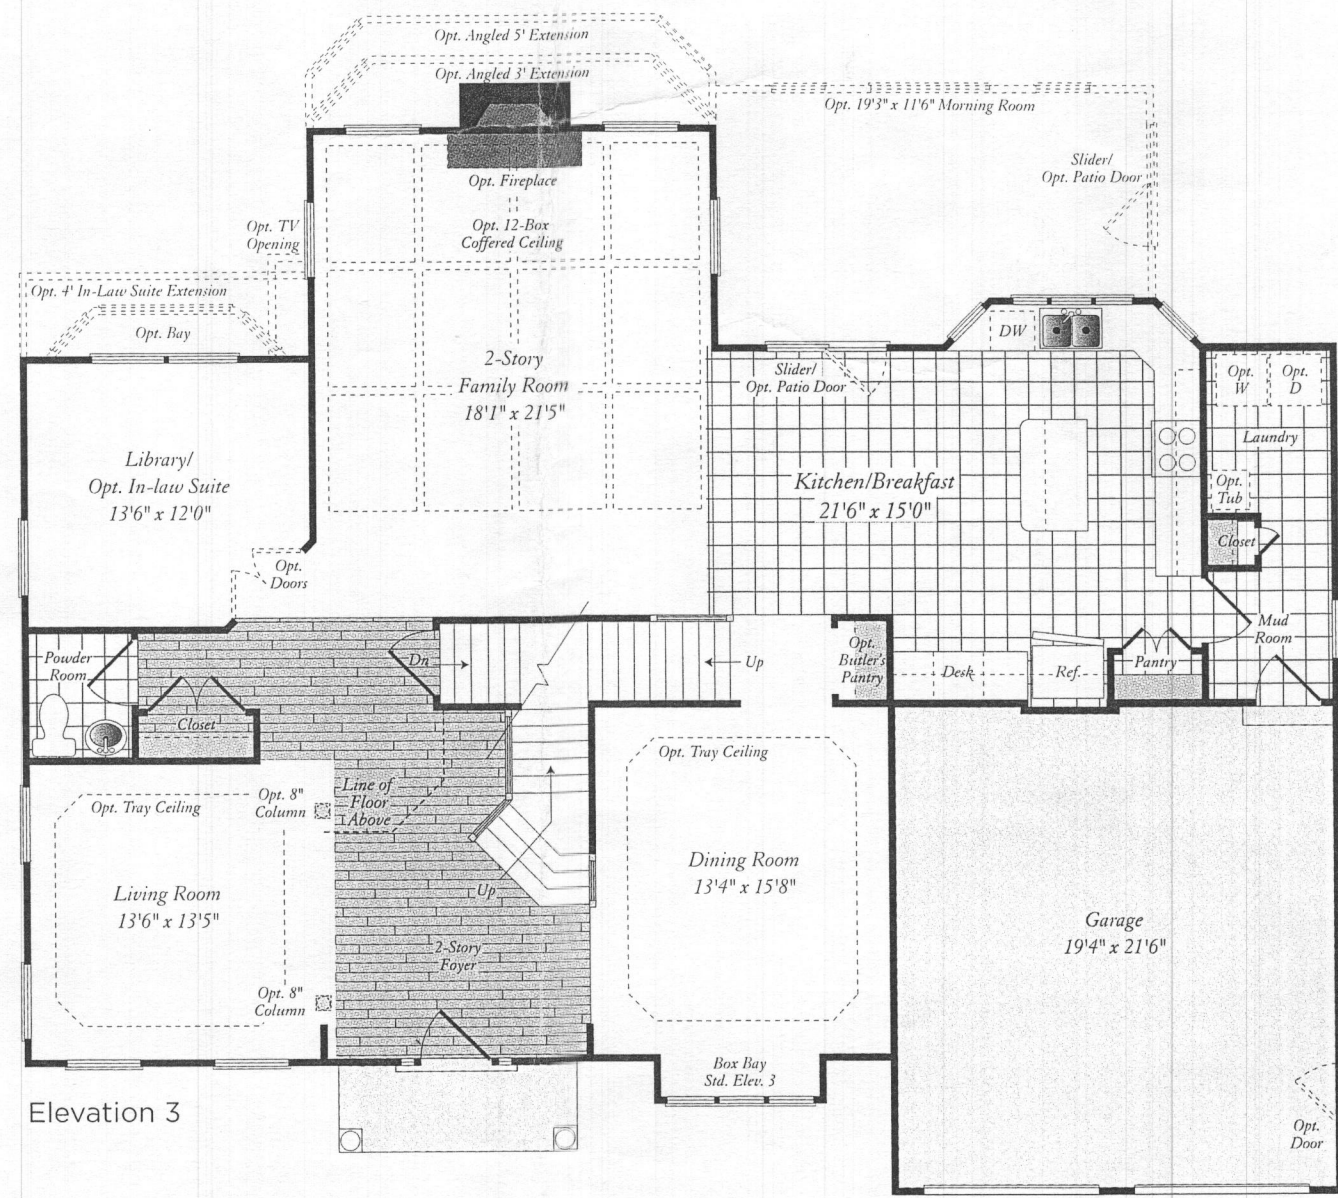 Opt. Angled 5' Extension
Opt. Angled 3' Extension
Opt. 19'3" x 11'6" Morning Room
Slider/
Opt. Patio Door
Opt. Fireplace
Opt. TV
Opening
Opt. 12-Box
Coffered Ceiling
Opt. 4' In-Law Suite Extension
Opt. Bay
DW
2-Story
Family Room
18'1" x 21'5"
Slider/
Opt. Patio Door
Opt.
W
Opt.
D
Laundry
Library/
Opt. In-law Suite
13'6" x 12'0"
Kitchen/Breakfast
21'6" x 15'0"
Opt.
Tub
Closet
Opt.
Doors
Mud
Room
Powder
Room
Dn
Up
Opt.
Butler's
Pantry
Desk
Ref.
Pantry
Closet
Opt. Tray Ceiling
Opt. 8"
Column
Line of
Floor
Above
Opt. Tray Ceiling
Living Room
13'6" x 13'5"
Up
Dining Room
13'4" x 15'8"
Garage
19'4" x 21'6"
2-Story
Foyer
Opt. 8"
Column
Box Bay
Std. Elev. 3
Elevation 3
Opt.
Door